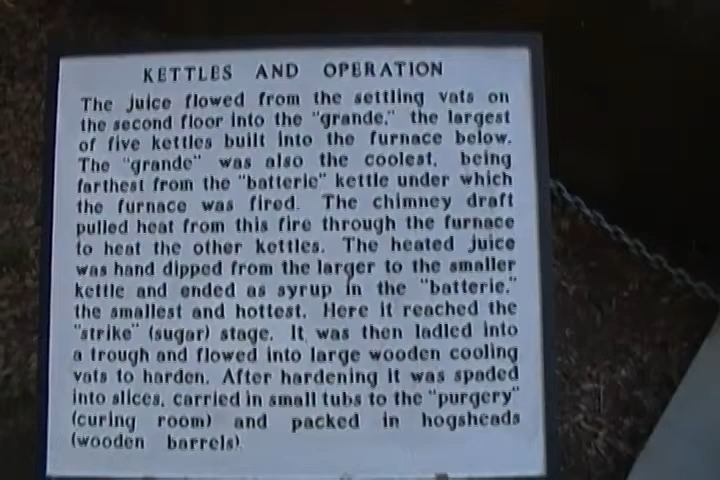 KETTLES AND OPERATION
The juice flowed from the settling vats on
the second floor into the "grande," the largest
of five kettles built into the furnace below.
The "grande" was also the coolest, being
farthest from the "batterie" kettle under which
the furnace was fired. The chimney draft
pulled heat from this fire through the furnace
to heat the other kettles. The heated juice
was hand dipped from the larger to the smaller
kettle and ended as syrup in the "batterie,"
the smallest and hottest. Here it reached the
"strike" (sugar) stage. It was then ladled into
a trough and flowed into large wooden cooling
vats to harden. After hardening it was spaded
into slices, carried in small tubs to the "purgery"
(curing room) and packed in hogsheads
(wooden barrels).